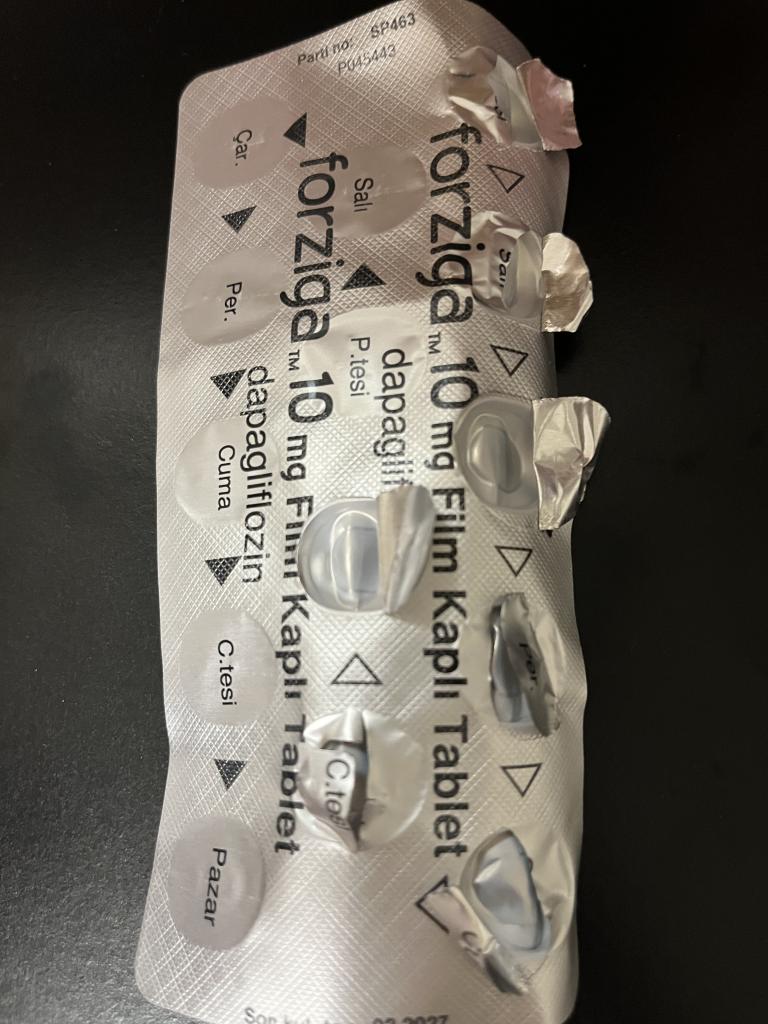 Parti no: SP463
P045443
forziga™ 10 mg Film Kaplı Tablet
Per.
Salı
P.tesi
C.tesi
forziga™ 10 mg Film Kaplı Tablet
dapagliflozin
Çar.
Per.
Cuma
C.tesi
Pazar